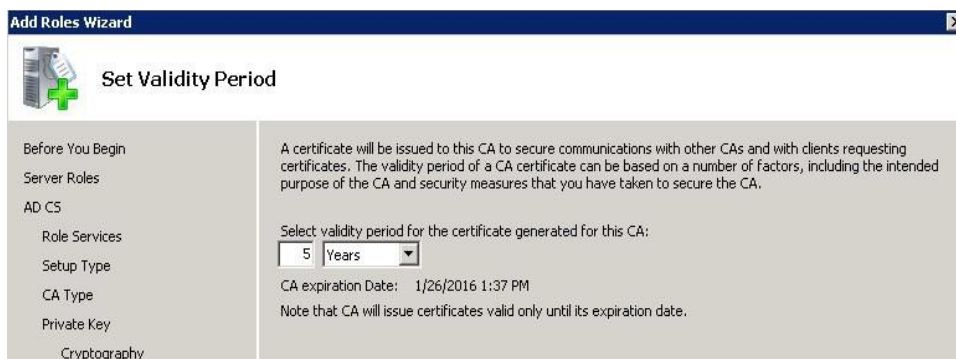 Add Roles Wizard
Set Validity Period
Before You Begin
Server Roles
AD CS
Role Services
Setup Type
CA Type
Private Key
Cryptography
A certificate will be issued to this CA to secure communications with other CAs and with clients requesting
certificates. The validity period of a CA certificate can be based on a number of factors, including the intended
purpose of the CA and security measures that you have taken to secure the CA.
Select validity period for the certificate generated for this CA:
5 Years
CA expiration Date: 1/26/2016 1:37 PM
Note that CA will issue certificates valid only until its expiration date.